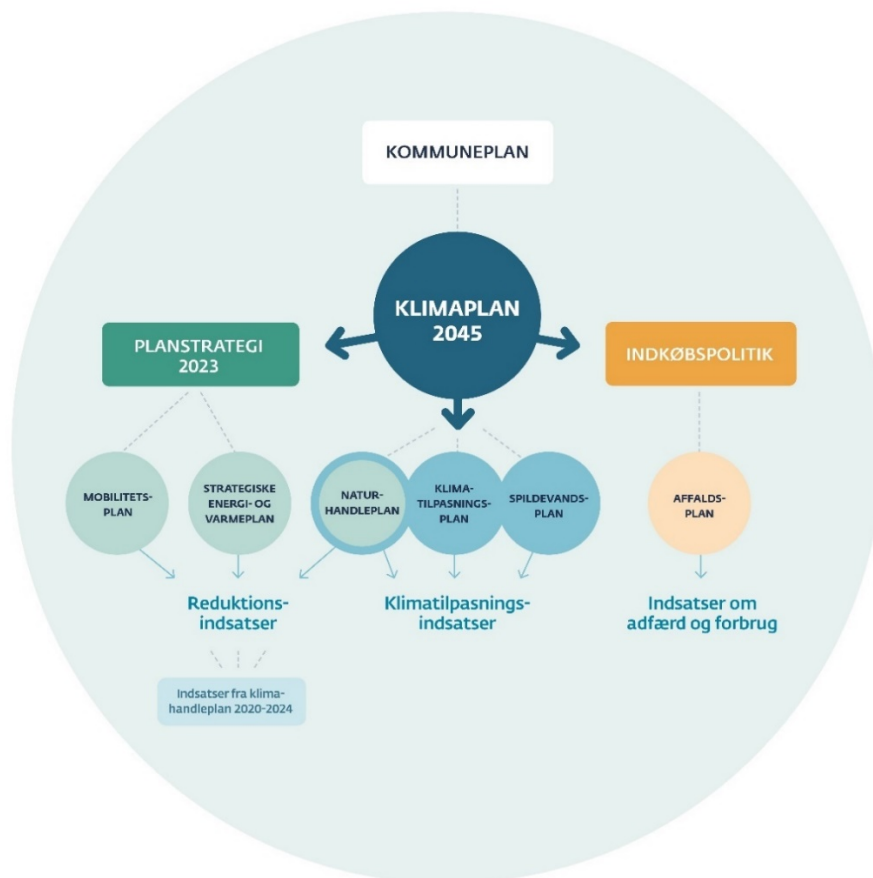 KOMMUNEPLAN
KLIMAPLAN
2045
PLANSTRATEGI
2023
INDKØBSPOLITIK
MOBILITETS-
PLAN
STRATEGISKE
ENERGI- OG
VARMEPLAN
NATUR-
HANDLEPLAN
KLIMA-
TILPASNINGS-
PLAN
SPILDEVANDS-
PLAN
AFFALDS-
PLAN
Reduktions-
indsatser
Klimatilpasnings-
indsatser
Indsatser om
adfærd og forbrug
Indsatser fra klima-
handleplan 2020-2024